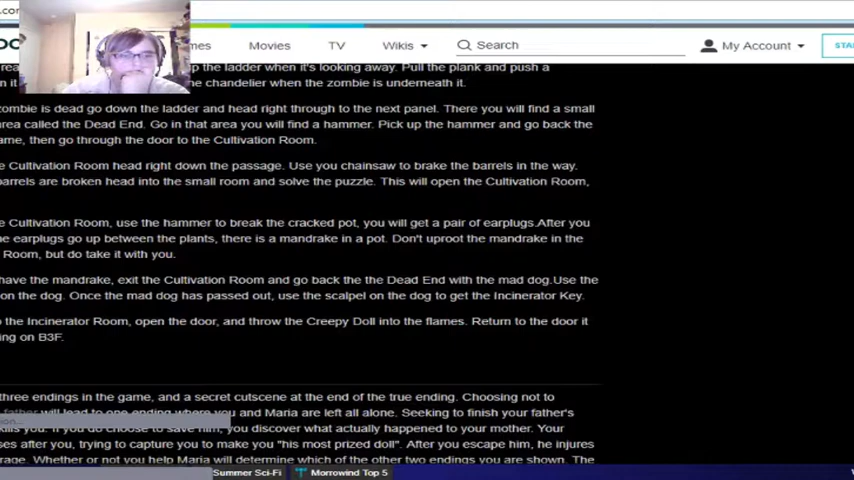 .com
mes Movies TV Wikis Search My Account STA
up the ladder when it's looking away. Pull the plank and push a
he chandelier when the zombie is underneath it.
zombie is dead go down the ladder and head right through to the next panel. There you will find a small
area called the Dead End. Go in that area you will find a hammer. Pick up the hammer and go back the
ame, then go through the door to the Cultivation Room.
e Cultivation Room head right down the passage. Use you chainsaw to brake the barrels in the way.
barrels are broken head into the small room and solve the puzzle. This will open the Cultivation Room,
e Cultivation Room, use the hammer to break the cracked pot, you will get a pair of earplugs.After you
he earplugs go up between the plants, there is a mandrake in a pot. Don't uproot the mandrake in the
Room, but do take it with you.
have the mandrake, exit the Cultivation Room and go back the the Dead End with the mad dog.Use the
on the dog. Once the mad dog has passed out, use the scalpel on the dog to get the Incinerator Key.
o the Incinerator Room, open the door, and throw the Creepy Doll into the flames. Return to the door it
ing on B3F.
three endings in the game, and a secret cutscene at the end of the true ending. Choosing not to
father will lead to one ending where you and Maria are left all alone. Seeking to finish your father's
kills you. If you do choose to save him, you discover what actually happened to your mother. Your
ses after you, trying to capture you to make you "his most prized doll". After you escape him, he injures
rage. Whether or not you help Maria will determine which of the other two endings you are shown. The
Summer Sci-Fi Morrowind Top 5